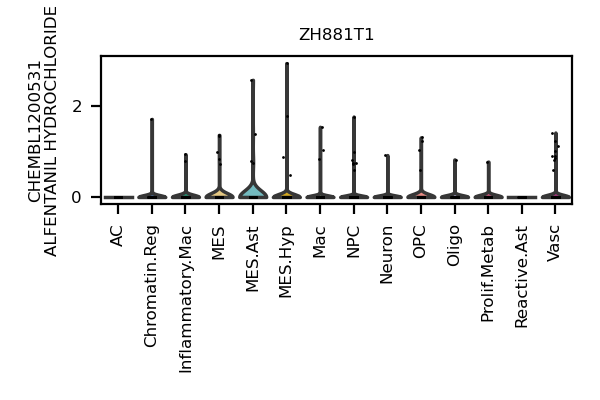 ZH881T1
CHEMBL1200531
ALFENTANIL HYDROCHLORIDE
2
0
AC
Chromatin.Reg
Inflammatory.Mac
MES
MES.Ast
MES.Hyp
Mac
NPC
Neuron
OPC
Oligo
Prolif.Metab
Reactive.Ast
Vasc